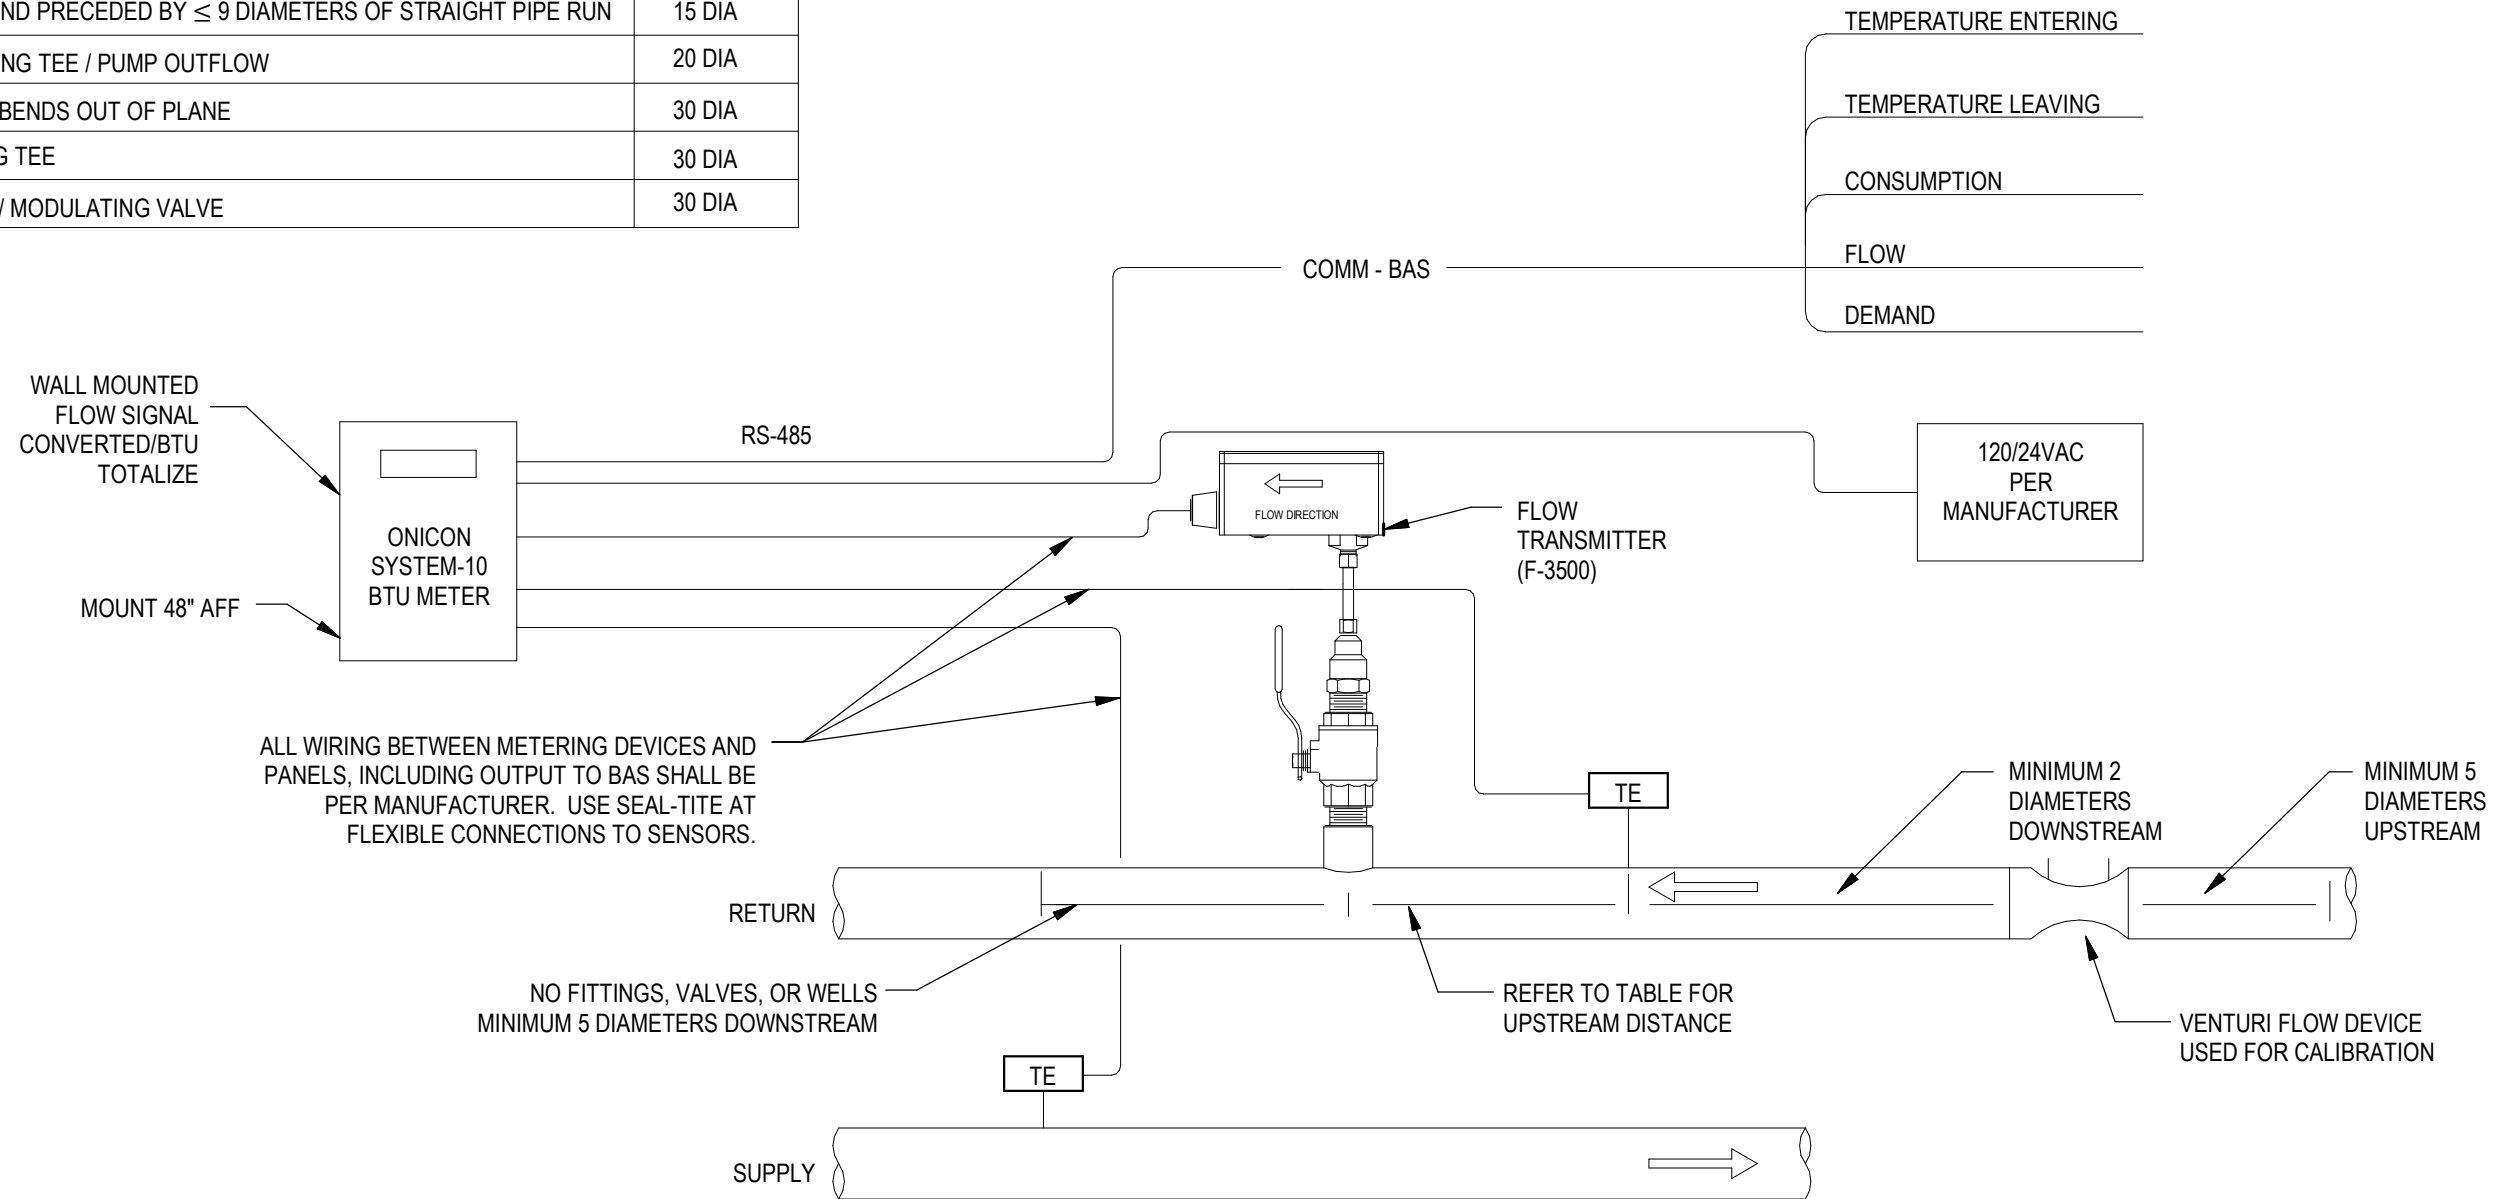 ND PRECEDED BY ≤ 9 DIAMETERS OF STRAIGHT PIPE RUN 15 DIA
NG TEE / PUMP OUTFLOW 20 DIA
BENDS OUT OF PLANE 30 DIA
G TEE 30 DIA
/ MODULATING VALVE 30 DIA
TEMPERATURE ENTERING
TEMPERATURE LEAVING
CONSUMPTION
FLOW
DEMAND
COMM - BAS
WALL MOUNTED
FLOW SIGNAL
CONVERTED/BTU
TOTALIZE
MOUNT 48" AFF
ONICON
SYSTEM-10
BTU METER
RS-485
FLOW DIRECTION
FLOW
TRANSMITTER
(F-3500)
120/24VAC
PER
MANUFACTURER
ALL WIRING BETWEEN METERING DEVICES AND
PANELS, INCLUDING OUTPUT TO BAS SHALL BE
PER MANUFACTURER. USE SEAL-TITE AT
FLEXIBLE CONNECTIONS TO SENSORS.
TE
MINIMUM 2
DIAMETERS
DOWNSTREAM
MINIMUM 5
DIAMETERS
UPSTREAM
RETURN
NO FITTINGS, VALVES, OR WELLS
MINIMUM 5 DIAMETERS DOWNSTREAM
REFER TO TABLE FOR
UPSTREAM DISTANCE
VENTURI FLOW DEVICE
USED FOR CALIBRATION
TE
SUPPLY